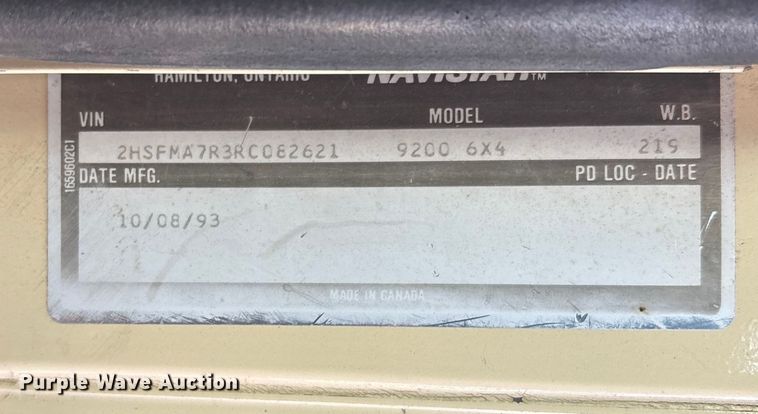 HAMILTON, ONTARIO NAVISTAR™
VIN MODEL W.B.
2HSFMA7R3RC082621 9200 6X4 219
DATE MFG. PD LOC - DATE
10/08/93
MADE IN CANADA
1659602C1
Purple Wave Auction